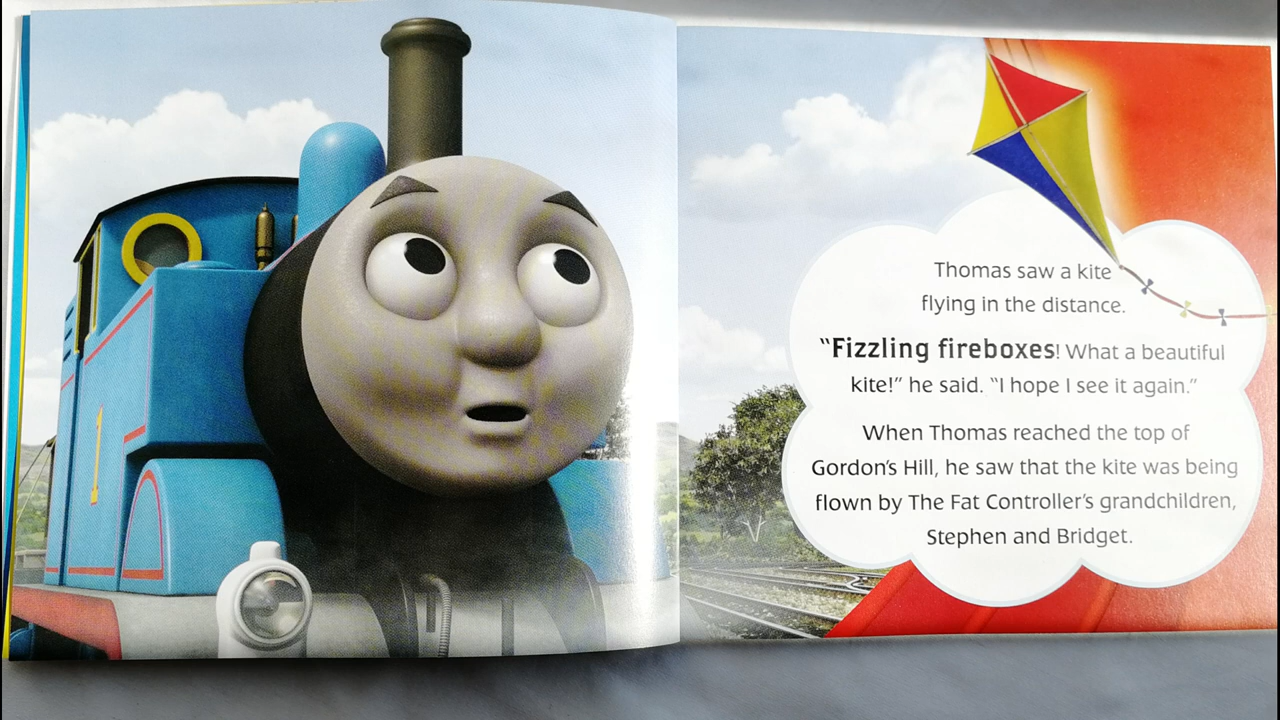 1
Thomas saw a kite
flying in the distance.
“Fizzling fireboxes! What a beautiful
kite!” he said. “I hope I see it again.”
When Thomas reached the top of
Gordon’s Hill, he saw that the kite was being
flown by The Fat Controller’s grandchildren,
Stephen and Bridget.